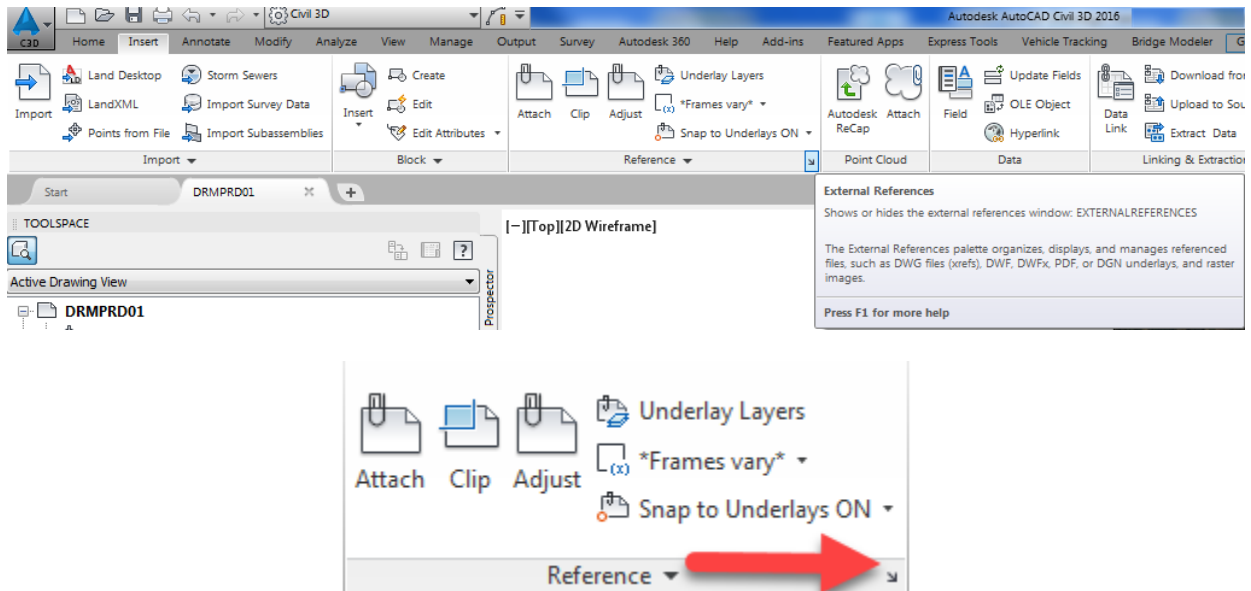 Civil 3D
Autodesk AutoCAD Civil 3D 2016
C3D Home Insert Annotate Modify Analyze View Manage Output Survey Autodesk 360 Help Add-ins Featured Apps Express Tools Vehicle Tracking Bridge Modeler G
Import
Land Desktop
LandXML
Points from File
Storm Sewers
Import Survey Data
Import Subassemblies
Insert
Create
Edit
Edit Attributes
Attach Clip Adjust
Underlay Layers
*Frames vary*
Snap to Underlays ON
Autodesk ReCap
Attach
Field
Update Fields
OLE Object
Hyperlink
Data Link
Download from
Upload to Sou
Extract Data
Import Block Reference Point Cloud Data Linking & Extraction
Start DRMPRD01
TOOLSPACE
Active Drawing View
DRMPRD01
Prospector
[−][Top][2D Wireframe]
External References
Shows or hides the external references window: EXTERNALREFERENCES
The External References palette organizes, displays, and manages referenced
files, such as DWG files (xrefs), DWF, DWFx, PDF, or DGN underlays, and raster
images.
Press F1 for more help
Attach Clip Adjust
Underlay Layers
*Frames vary*
Snap to Underlays ON
Reference